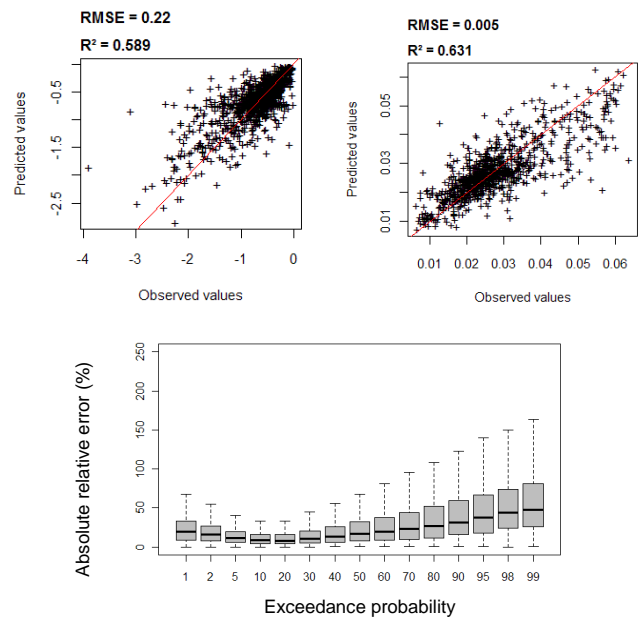 RMSE = 0.22
R² = 0.589
Predicted values
-0.5
-1.5
-2.5
-4 -3 -2 -1 0
Observed values
RMSE = 0.005
R² = 0.631
Predicted values
0.05
0.03
0.01
0.01 0.02 0.03 0.04 0.05 0.06
Observed values
Absolute relative error (%)
250
200
150
100
50
0
1 2 5 10 20 30 40 50 60 70 80 90 95 98 99
Exceedance probability